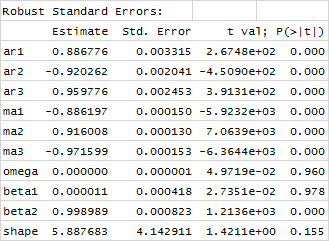 Robust Standard Errors:
Estimate Std. Error t val; P(>|t|)
ar1 0.886776 0.003315 2.6748e+02 0.000
ar2 -0.920262 0.002041 -4.5090e+02 0.000
ar3 0.959776 0.002453 3.9131e+02 0.000
ma1 -0.886197 0.000150 -5.9232e+03 0.000
ma2 0.916008 0.000130 7.0639e+03 0.000
ma3 -0.971599 0.000153 -6.3644e+03 0.000
omega 0.000000 0.000001 4.9719e-02 0.960
beta1 0.000011 0.000418 2.7351e-02 0.978
beta2 0.998989 0.000823 1.2136e+03 0.000
shape 5.887683 4.142911 1.4211e+00 0.155